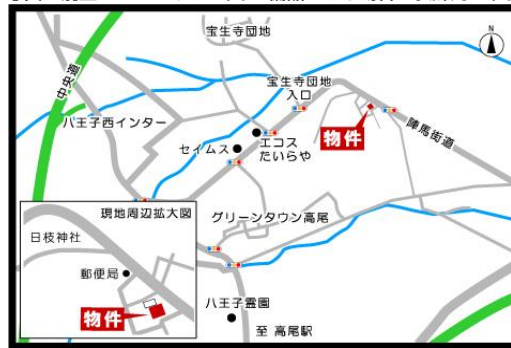 宝生寺団地
N
中央道
宝生寺団地
入口
八王子西インター
エコス
たいらや
セイムス
物件
陣馬街道
現地周辺拡大図
グリーンタウン高尾
日枝神社
郵便局
物件
八王子霊園
至 高尾駅